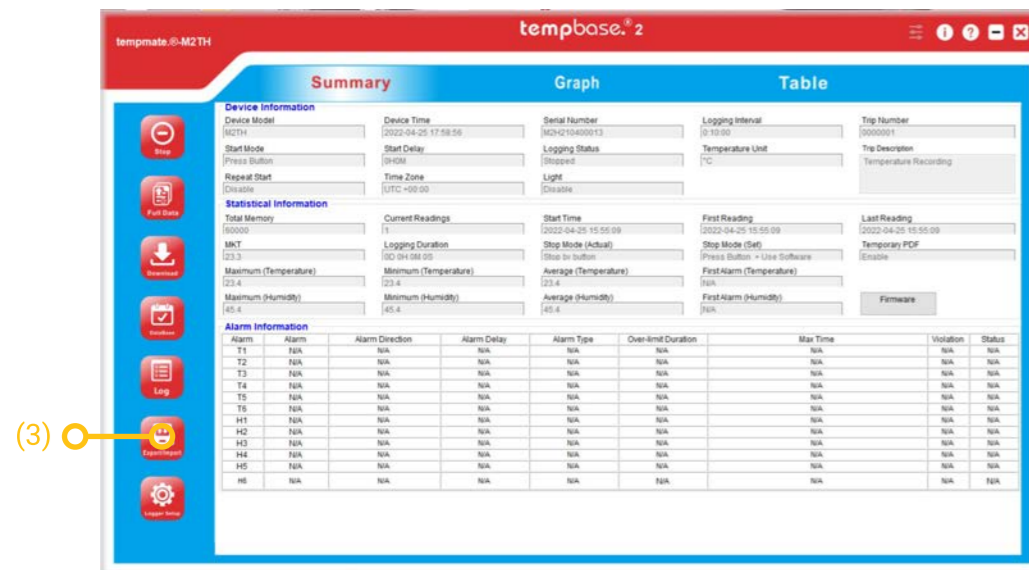 tempmate.®-M2TH
tempbase.® 2
Summary Graph Table
Device Information
Device Model Device Time Serial Number Logging Interval Trip Number
M2TH 2022-04-25 17:58:56 M2H210400013 0:10:00 0000001
Start Mode Start Delay Logging Status Temperature Unit Trip Description
Press Button 0H0M Stopped °C Temperature Recording
Repeat Start Time Zone Light
Disable UTC +00:00 Disable
Statistical Information
Total Memory Current Readings Start Time First Reading Last Reading
60000 1 2022-04-25 15:55:09 2022-04-25 15:55:09 2022-04-25 15:55:09
MKT Logging Duration Stop Mode (Actual) Stop Mode (Set) Temporary PDF
23.3 0D 0H 0M 0S Stop by button Press Button + Use Software Enable
Maximum (Temperature) Minimum (Temperature) Average (Temperature) First Alarm (Temperature)
23.4 23.4 23.4 N/A
Maximum (Humidity) Minimum (Humidity) Average (Humidity) First Alarm (Humidity)
45.4 45.4 45.4 N/A
Firmware
Alarm Information
Alarm Alarm Alarm Direction Alarm Delay Alarm Type Over-limit Duration Max Time Violation Status
T1 N/A N/A N/A N/A N/A N/A N/A N/A
T2 N/A N/A N/A N/A N/A N/A N/A N/A
T3 N/A N/A N/A N/A N/A N/A N/A N/A
T4 N/A N/A N/A N/A N/A N/A N/A N/A
T5 N/A N/A N/A N/A N/A N/A N/A N/A
T6 N/A N/A N/A N/A N/A N/A N/A N/A
H1 N/A N/A N/A N/A N/A N/A N/A N/A
H2 N/A N/A N/A N/A N/A N/A N/A N/A
H3 N/A N/A N/A N/A N/A N/A N/A N/A
H4 N/A N/A N/A N/A N/A N/A N/A N/A
H5 N/A N/A N/A N/A N/A N/A N/A N/A
H6 N/A N/A N/A N/A N/A N/A N/A N/A
Stop
Full Data
Download
DataBase
Log
(3)
Export/Import
Logger Setup